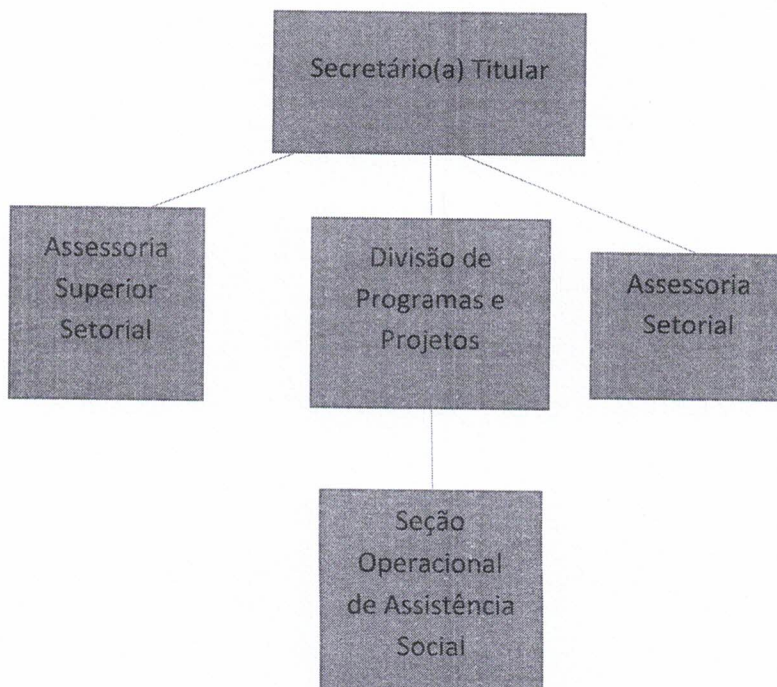 Secretário(a) Titular
Assessoria
Superior
Setorial
Divisão de
Programas e
Projetos
Assessoria
Setorial
Seção
Operacional
de Assistência
Social